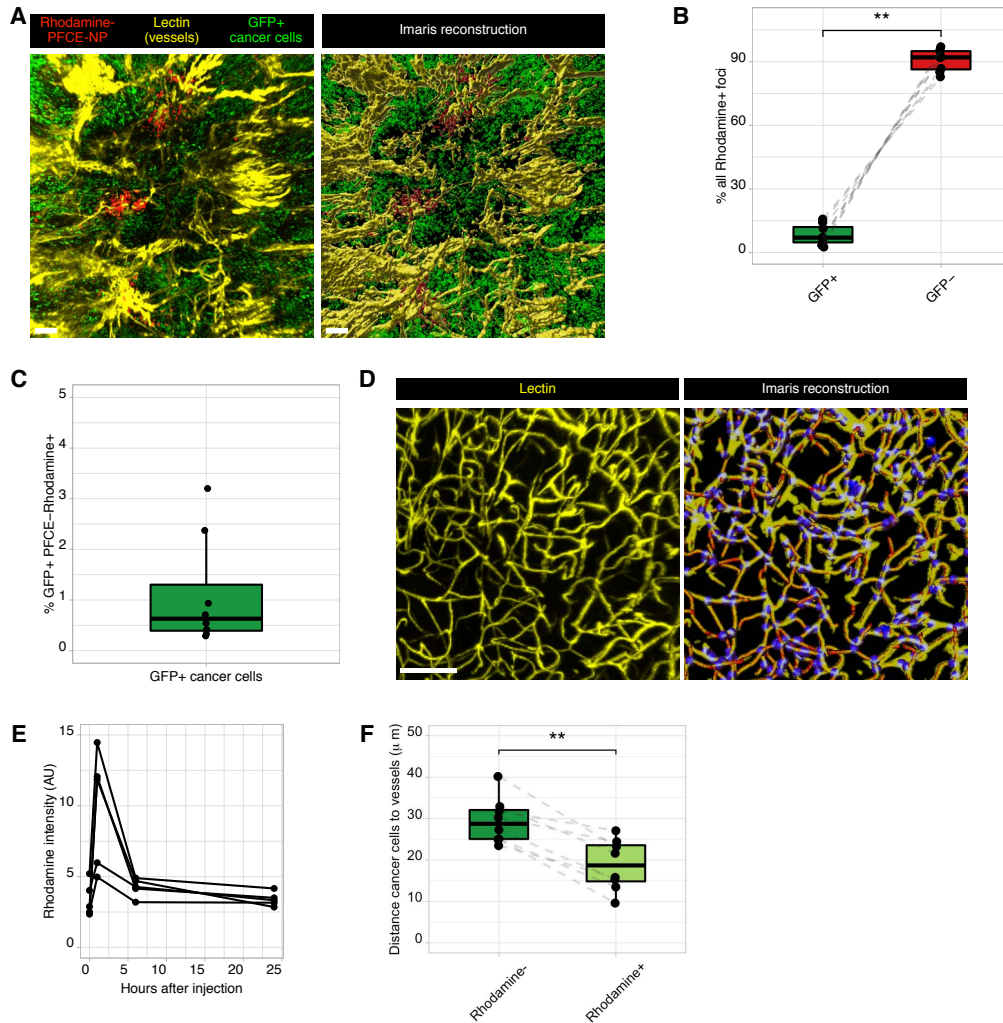 A
Rhodamine-
PFCE-NP
Lectin
(vessels)
GFP+
cancer cells
Imaris reconstruction
B
**
% all Rhodamine+ foci
90
60
30
0
GFP+
GFP−
C
% GFP+ PFCE−Rhodamine+
5
4
3
2
1
0
GFP+ cancer cells
D
Lectin
Imaris reconstruction
E
Rhodamine intensity (AU)
15
10
5
0
0
5
10
15
20
25
Hours after injection
F
**
Distance cancer cells to vessels (μ m)
50
40
30
20
10
0
Rhodamine-
Rhodamine+